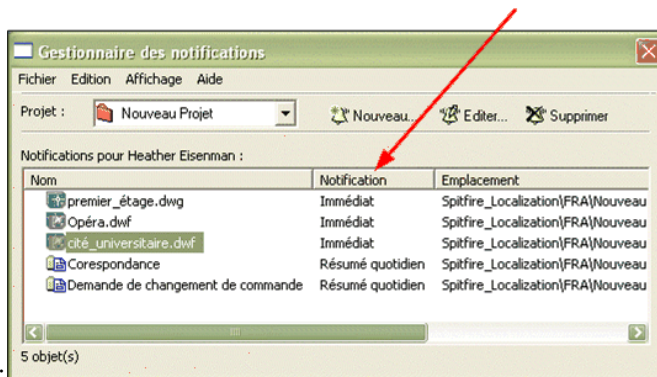 Gestionnaire des notifications
Fichier Edition Affichage Aide
Projet : Nouveau Projet Nouveau... Editer... Supprimer
Notifications pour Heather Eisenman :
Nom Notification Emplacement
premier_étage.dwg Immédiat Spitfire_Localization\FRA\Nouveau
Opéra.dwf Immédiat Spitfire_Localization\FRA\Nouveau
cité_universitaire.dwf Immédiat Spitfire_Localization\FRA\Nouveau
Corespondance Résumé quotidien Spitfire_Localization\FRA\Nouveau
Demande de changement de commande Résumé quotidien Spitfire_Localization\FRA\Nouveau
5 objet(s)
.